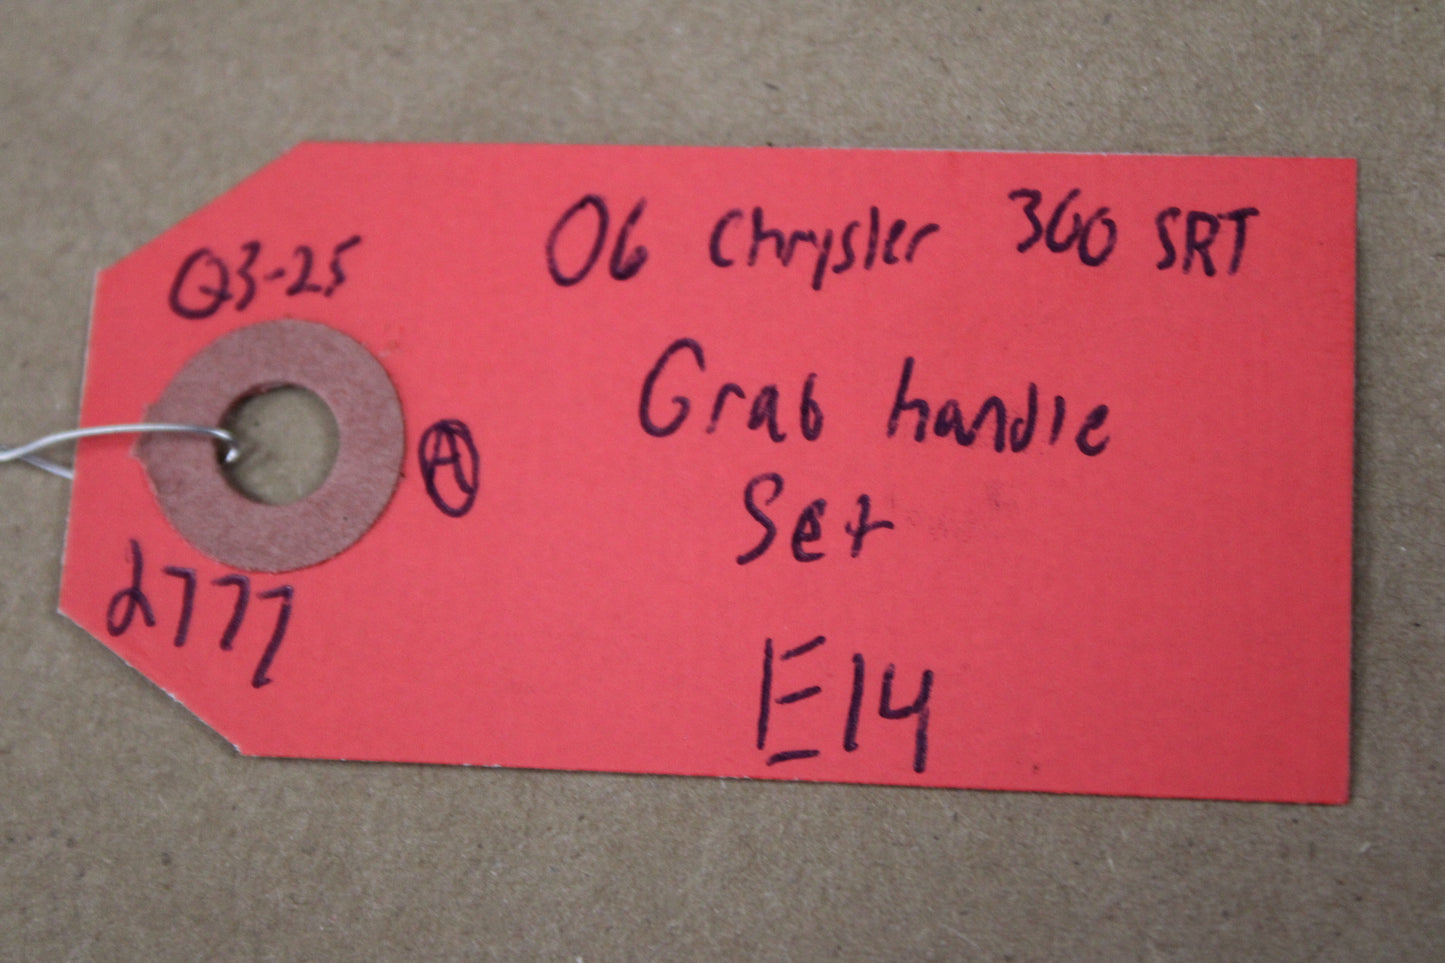 Q3-25
06 Chrysler 300 SRT
Grab handle
Set
A
2777
E14